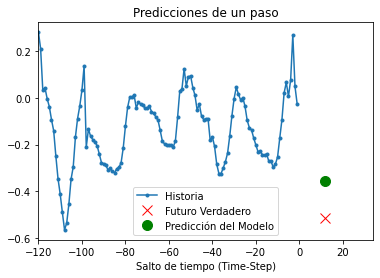 Predicciones de un paso
0.2
0.0
−0.2
−0.4
−0.6
Historia
Futuro Verdadero
Predicción del Modelo
−120 −100 −80 −60 −40 −20 0 20
Salto de tiempo (Time-Step)